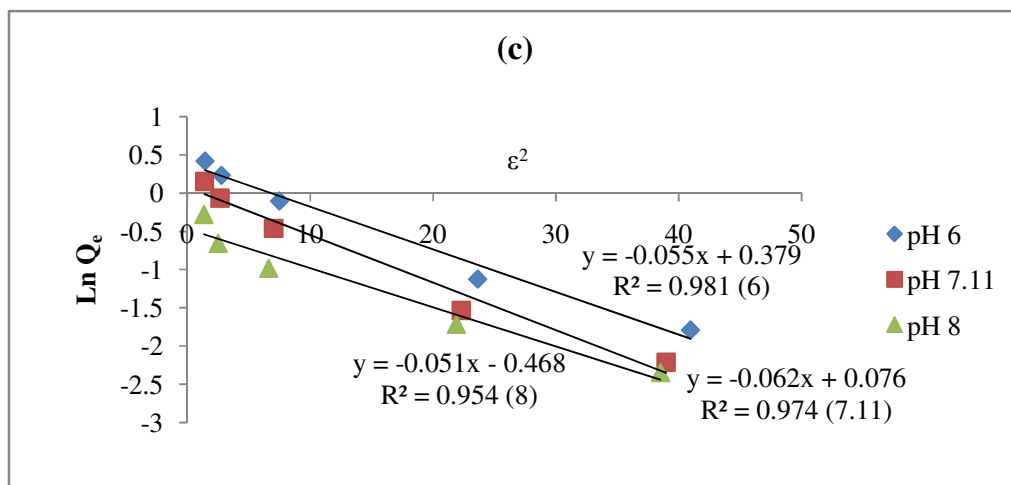 (c)
1
0.5
0
-0.5
-1
-1.5
-2
-2.5
-3
Ln Qₑ
ε²
0 10 20 30 40 50
y = -0.055x + 0.379
R² = 0.981 (6)
y = -0.051x - 0.468
R² = 0.954 (8)
y = -0.062x + 0.076
R² = 0.974 (7.11)
pH 6
pH 7.11
pH 8